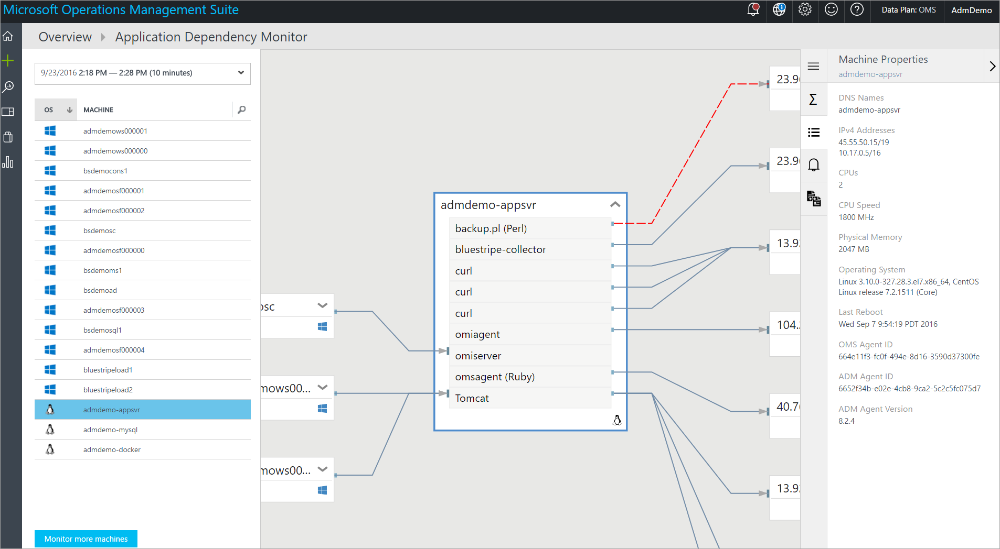 Microsoft Operations Management Suite
Data Plan: OMS
AdmDemo
Overview
Application Dependency Monitor
9/23/2016 2:18 PM — 2:28 PM (10 minutes)
OS
MACHINE
admdemows000001
admdemows000000
bsdemocons1
admdemosf000001
admdemosf000002
bsdemosc
admdemosf000000
bsdemoms1
bsdemoad
admdemosf000003
bsdemosql1
admdemosf000004
bluestripeload1
bluestripeload2
admdemo-appsvr
admdemo-mysql
admdemo-docker
Monitor more machines
osc
mows00...
mows00...
admdemo-appsvr
backup.pl (Perl)
bluestripe-collector
curl
curl
curl
omiagent
omiserver
omsagent (Ruby)
Tomcat
23.96
23.96
13.92
104.2
40.76
13.92
Machine Properties
admdemo-appsvr
DNS Names
admdemo-appsvr
IPv4 Addresses
45.55.50.15/19
10.17.0.5/16
CPUs
2
CPU Speed
1800 MHz
Physical Memory
2047 MB
Operating System
Linux 3.10.0-327.28.3.el7.x86_64, CentOS
Linux release 7.2.1511 (Core)
Last Reboot
Wed Sep 7 9:54:19 PDT 2016
OMS Agent ID
664e11f3-fc0f-494e-8d16-3590d37300fe
ADM Agent ID
6652f34b-e02e-4cb8-9ca2-5c2c5fc075d7
ADM Agent Version
8.2.4